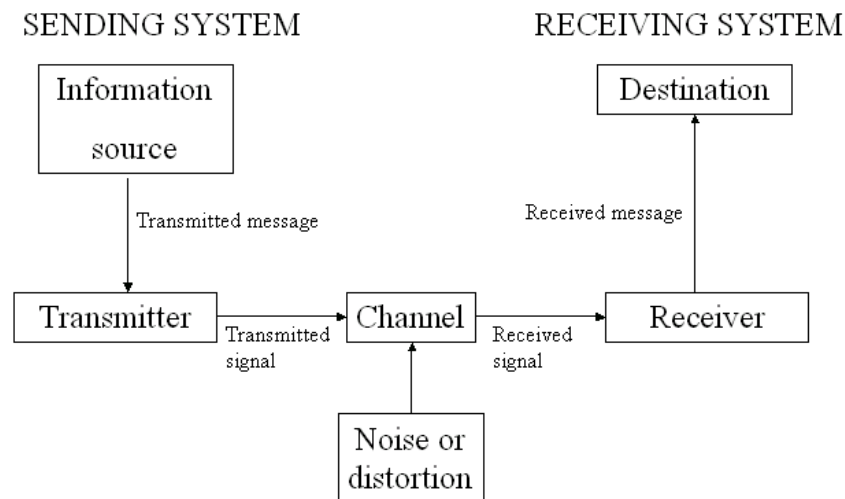 SENDING SYSTEM
RECEIVING SYSTEM
Information
source
Destination
Transmitted message
Received message
Transmitter
Transmitted
signal
Channel
Received
signal
Receiver
Noise or
distortion